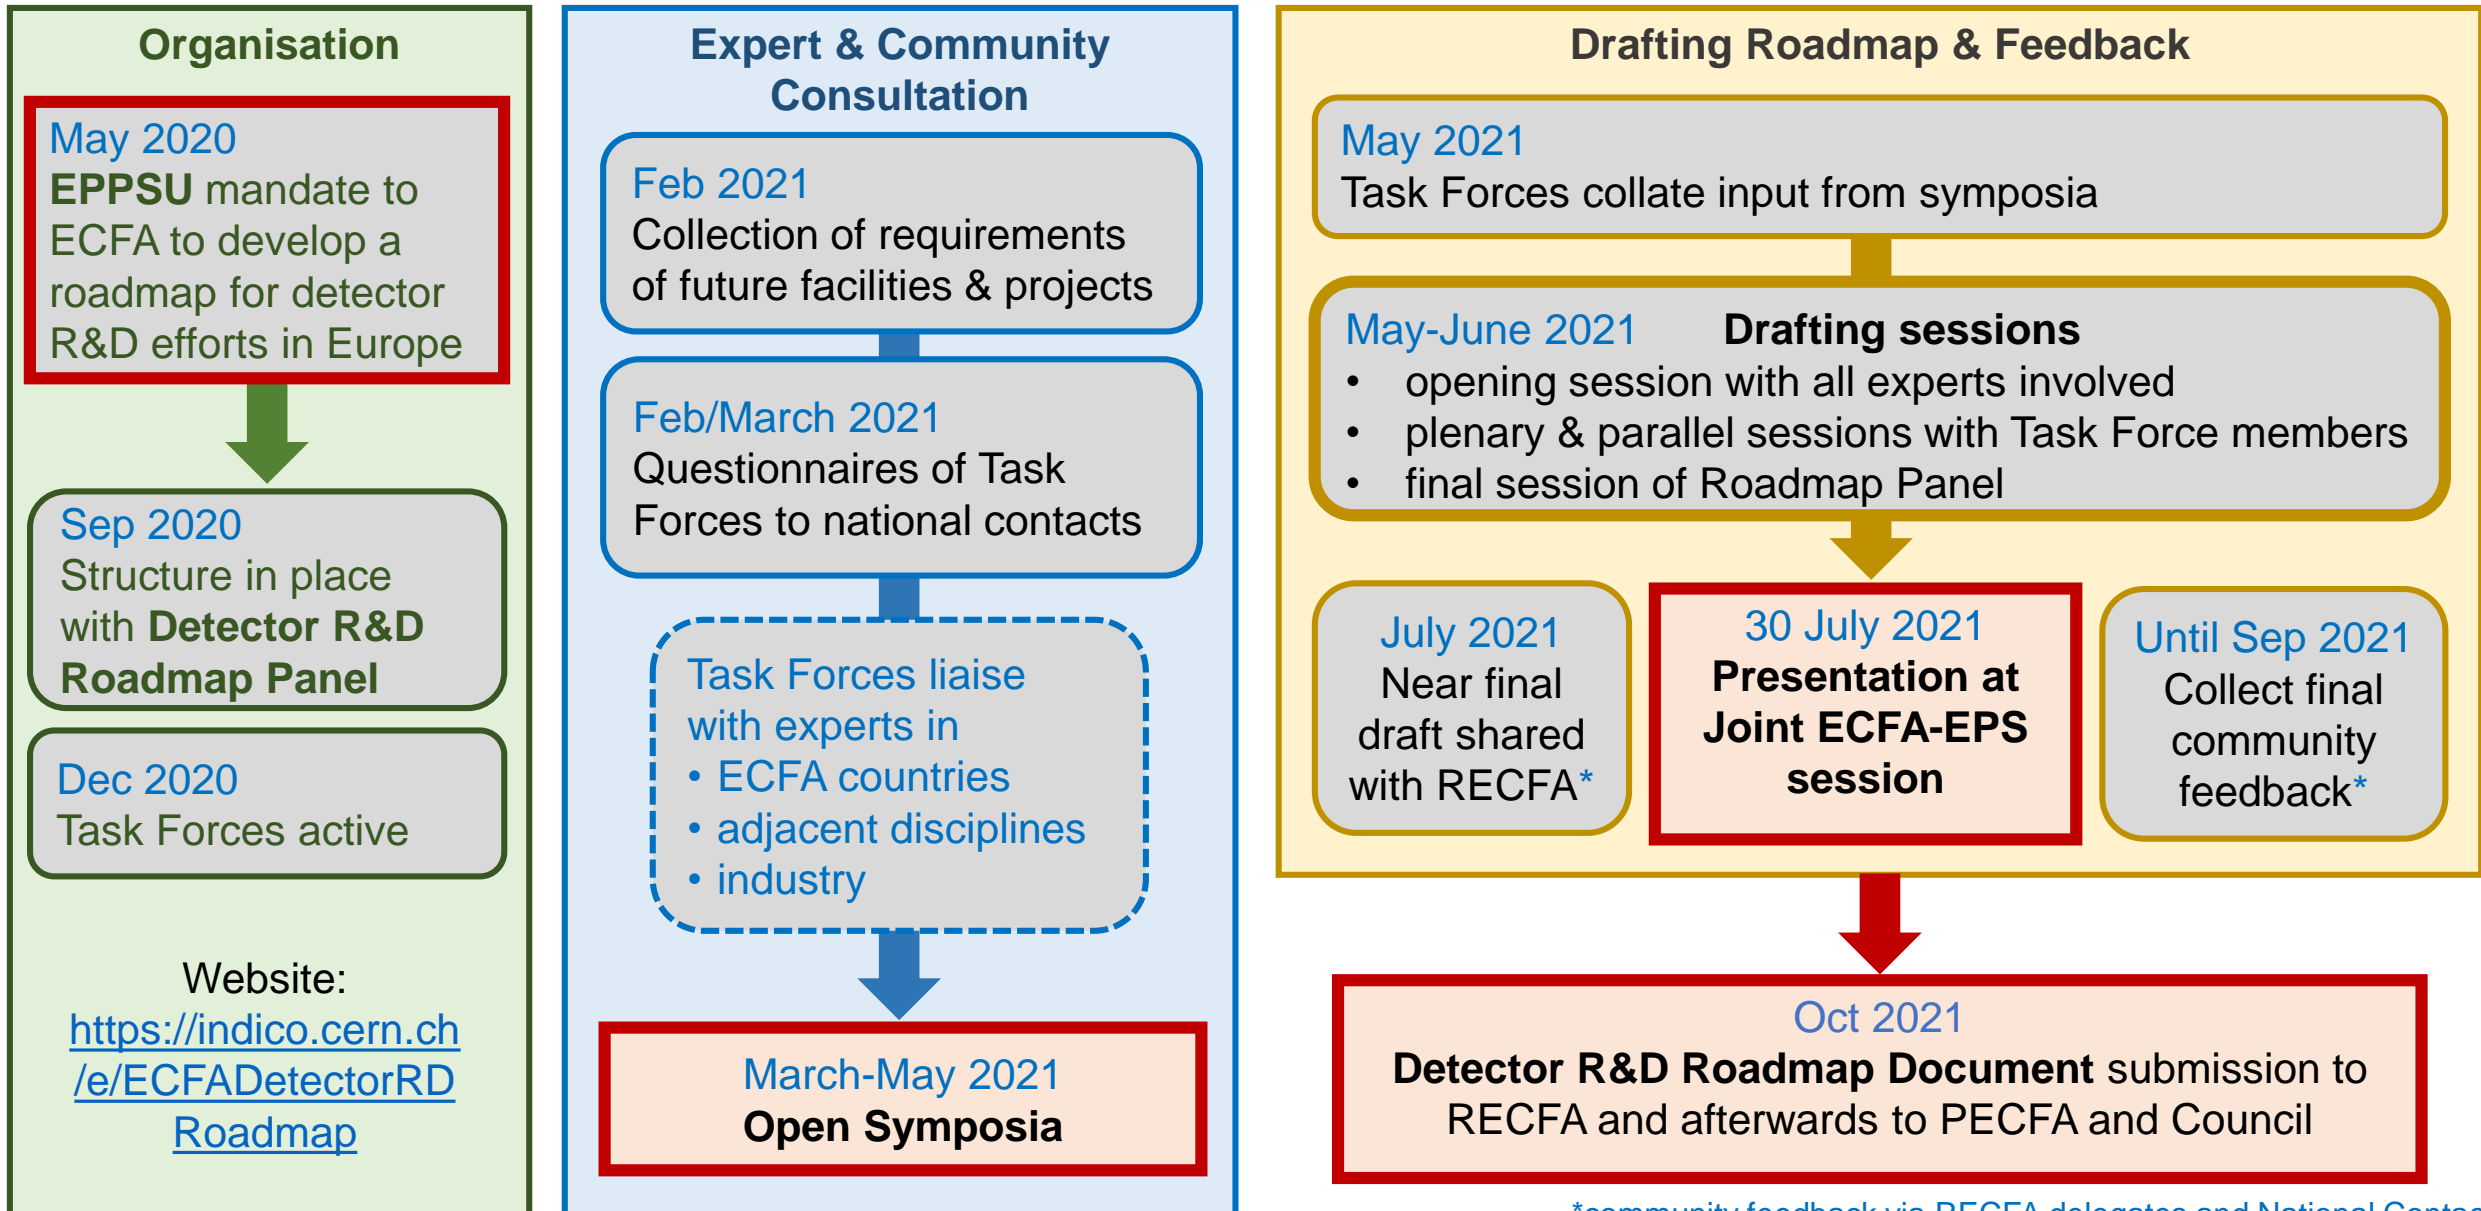 Organisation
May 2020
EPPSU mandate to
ECFA to develop a
roadmap for detector
R&D efforts in Europe
Sep 2020
Structure in place
with Detector R&D
Roadmap Panel
Dec 2020
Task Forces active
Website:
https://indico.cern.ch
/e/ECFADetectorRD
Roadmap
Expert & Community
Consultation
Feb 2021
Collection of requirements
of future facilities & projects
Feb/March 2021
Questionnaires of Task
Forces to national contacts
Task Forces liaise
with experts in
• ECFA countries
• adjacent disciplines
• industry
March-May 2021
Open Symposia
Drafting Roadmap & Feedback
May 2021
Task Forces collate input from symposia
May-June 2021 Drafting sessions
• opening session with all experts involved
• plenary & parallel sessions with Task Force members
• final session of Roadmap Panel
July 2021
Near final
draft shared
with RECFA*
30 July 2021
Presentation at
Joint ECFA-EPS
session
Until Sep 2021
Collect final
community
feedback*
Oct 2021
Detector R&D Roadmap Document submission to
RECFA and afterwards to PECFA and Council
*community feedback via RECFA delegates and National